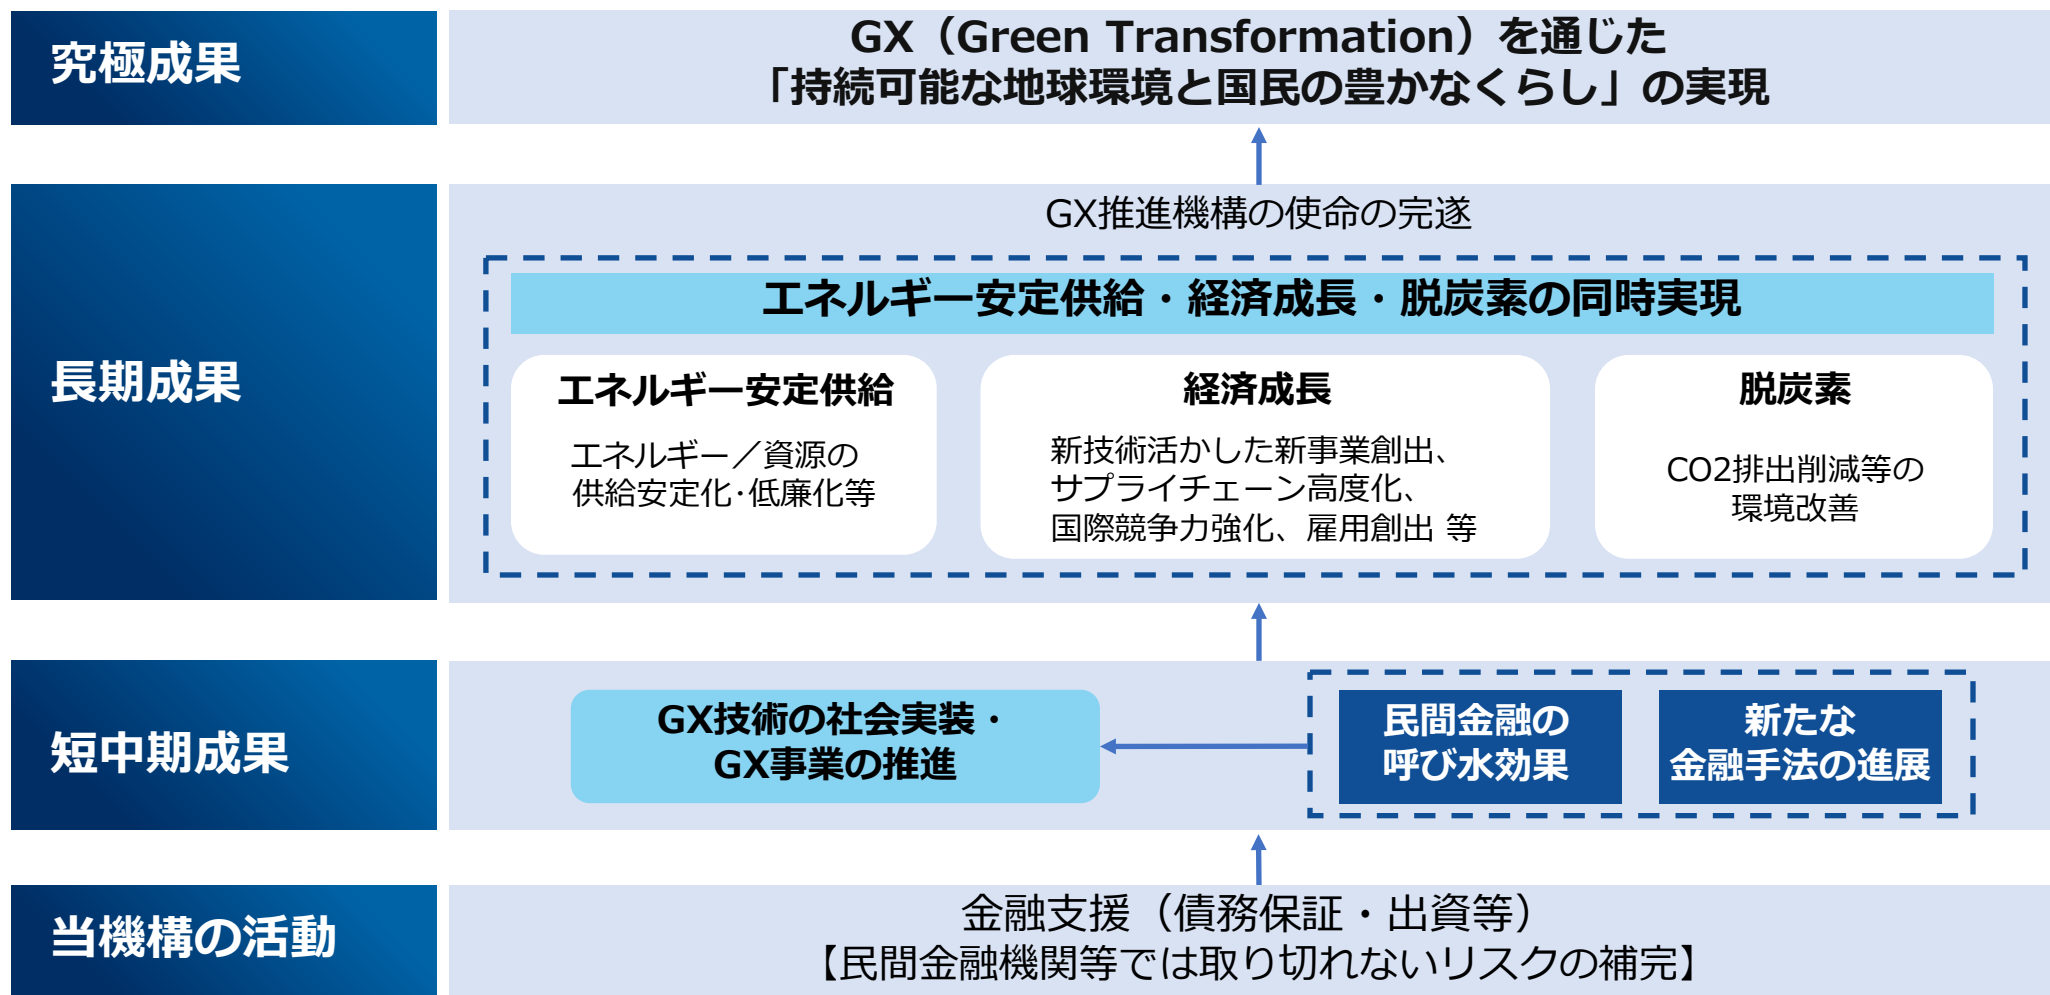 究極成果
GX（Green Transformation）を通じた
「持続可能な地球環境と国民の豊かなくらし」の実現
長期成果
GX推進機構の使命の完遂
エネルギー安定供給・経済成長・脱炭素の同時実現
エネルギー安定供給
エネルギー／資源の
供給安定化･低廉化等
経済成長
新技術活かした新事業創出、
サプライチェーン高度化、
国際競争力強化、雇用創出 等
脱炭素
CO2排出削減等の
環境改善
短中期成果
GX技術の社会実装・
GX事業の推進
民間金融の
呼び水効果
新たな
金融手法の進展
当機構の活動
金融支援（債務保証・出資等）
【民間金融機関等では取り切れないリスクの補完】